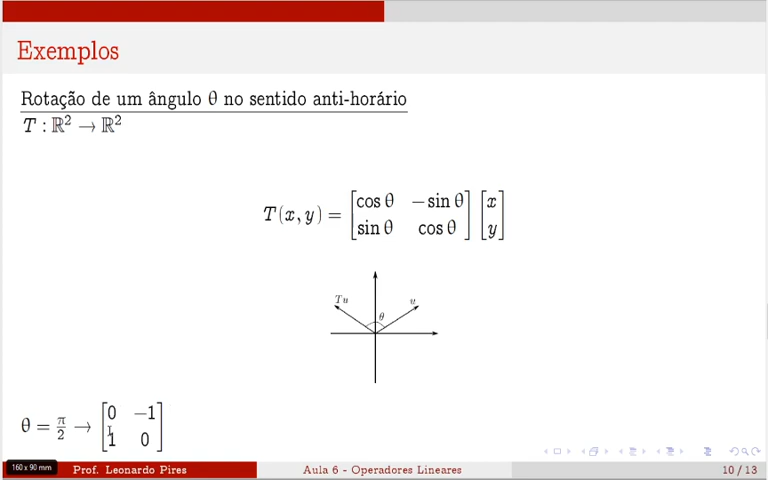 Exemplos
Rotação de um ângulo θ no sentido anti-horário
T : ℝ² → ℝ²
T(x, y) = [cos θ −sin θ] [x]
[sin θ cos θ] [y]
Tu u
θ
θ = π/2 → [0 −1]
[1 0]
160 x 90 mm Prof. Leonardo Pires Aula 6 - Operadores Lineares 10 / 13